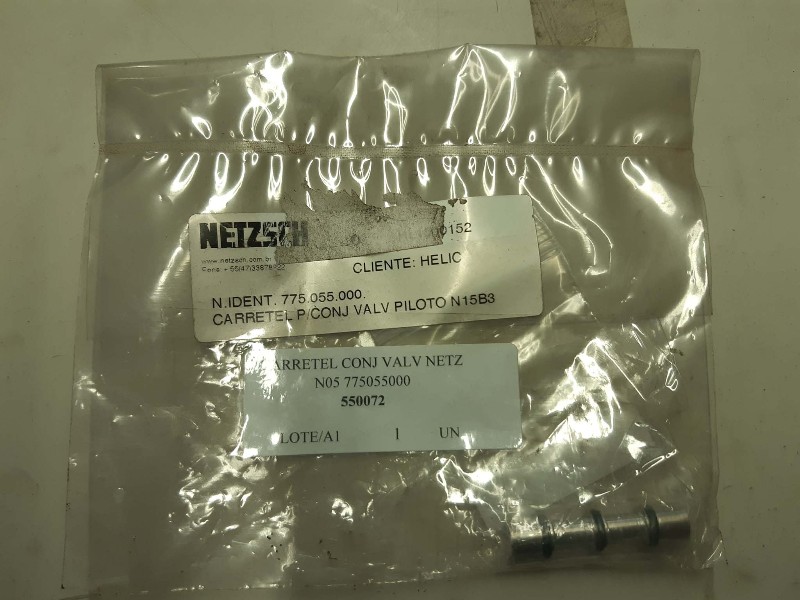 NETZSCH
0152
www.netzsch.com.br
CLIENTE: HELIC
N.IDENT. 775.055.000.
CARRETEL P/CONJ VALV PILOTO N15B3
ARRETEL CONJ VALV NETZ
N05 775055000
550072
LOTE/A1 1 UN